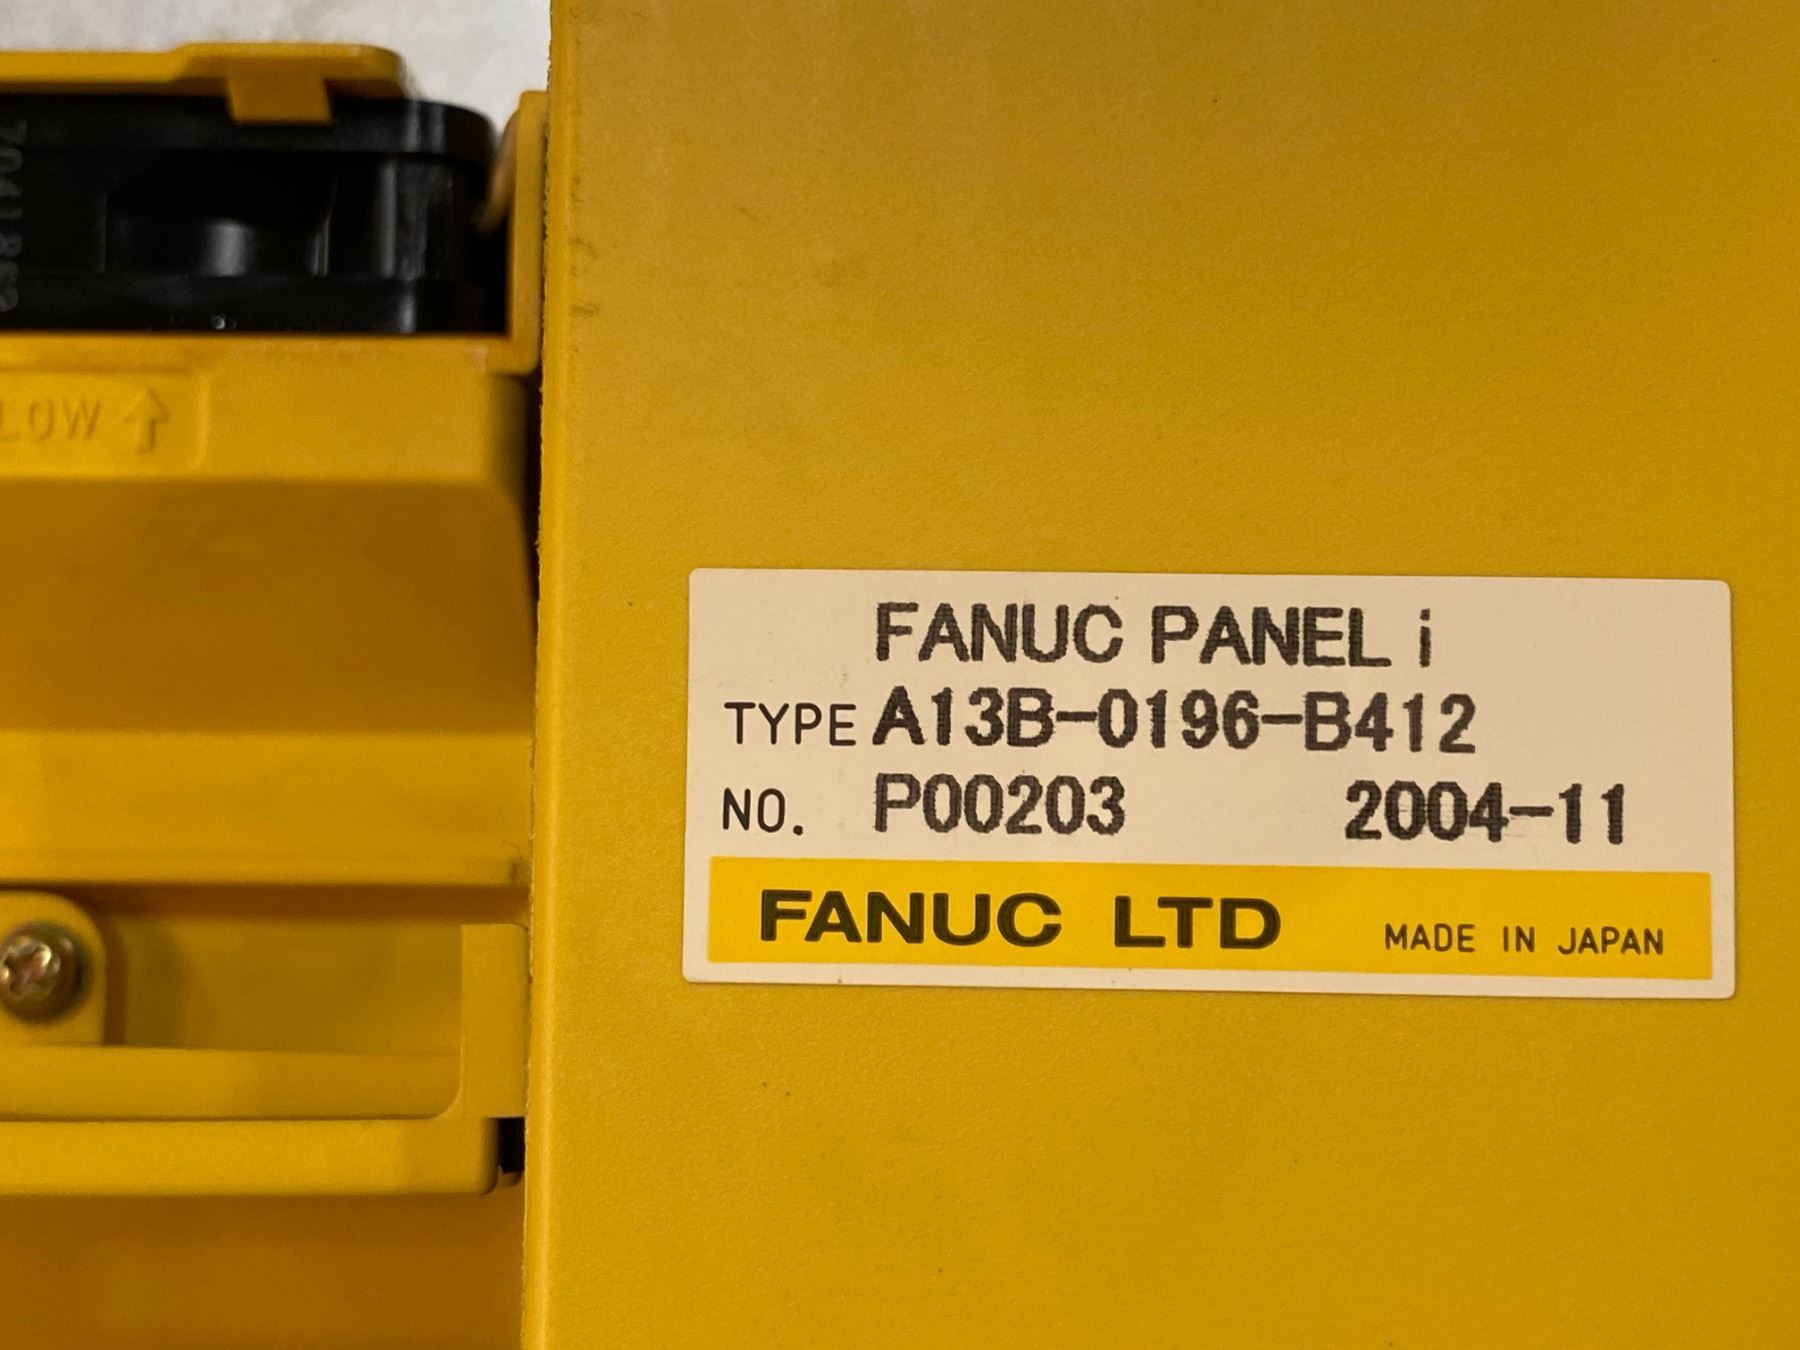 LOW ↑
FANUC PANEL i
TYPE A13B-0196-B412
NO. P00203 2004-11
FANUC LTD MADE IN JAPAN